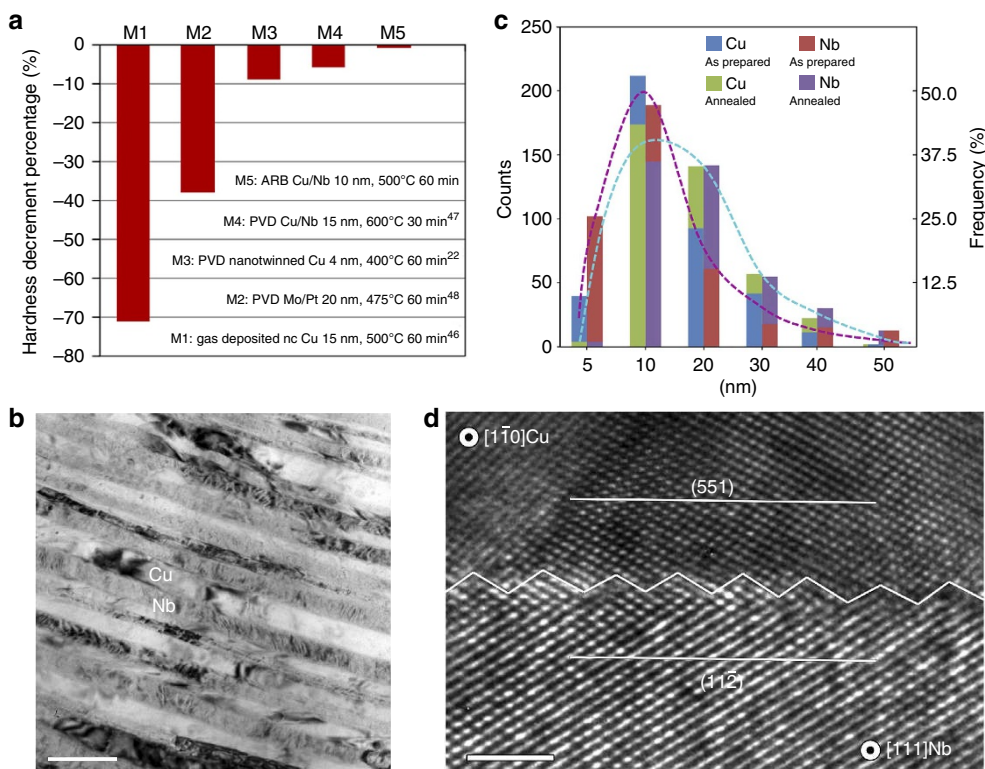 a
M1 M2 M3 M4 M5
Hardness decrement percentage (%)
0
−10
−20
−30
−40
−50
−60
−70
−80
M5: ARB Cu/Nb 10 nm, 500°C 60 min
M4: PVD Cu/Nb 15 nm, 600°C 30 min47
M3: PVD nanotwinned Cu 4 nm, 400°C 60 min22
M2: PVD Mo/Pt 20 nm, 475°C 60 min48
M1: gas deposited nc Cu 15 nm, 500°C 60 min46
c
Counts
250
200
150
100
50
0
Cu
As prepared
Nb
As prepared
Cu
Annealed
Nb
Annealed
50.0
37.5
25.0
12.5
Frequency (%)
5 10 20 30 40 50
(nm)
b
Cu
Nb
d
[11̅0]Cu
(551)
(112̅)
[111]Nb